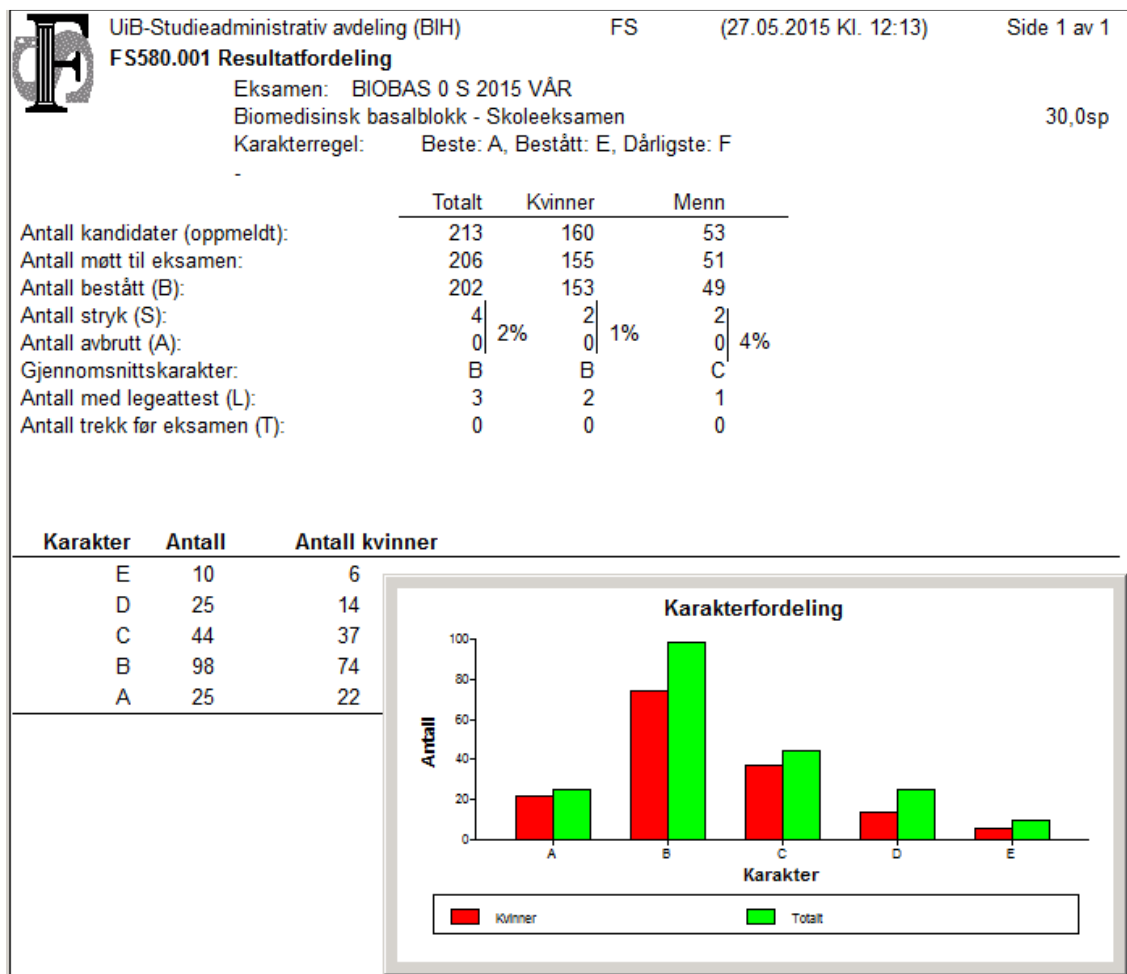 UiB-Studieadministrativ avdeling (BIH) FS (27.05.2015 Kl. 12:13) Side 1 av 1
FS580.001 Resultatfordeling
Eksamen: BIOBAS 0 S 2015 VÅR
Biomedisinsk basalblokk - Skoleeksamen 30,0sp
Karakterregel: Beste: A, Bestått: E, Dårligste: F
-
Totalt Kvinner Menn
Antall kandidater (oppmeldt): 213 160 53
Antall møtt til eksamen: 206 155 51
Antall bestått (B): 202 153 49
Antall stryk (S): 4 2 2
2% 1% 4%
Antall avbrutt (A): 0 0 0
Gjennomsnittskarakter: B B C
Antall med legeattest (L): 3 2 1
Antall trekk før eksamen (T): 0 0 0
Karakter Antall Antall kvinner
E 10 6
D 25 14
C 44 37
B 98 74
A 25 22
Karakterfordeling
Antall
100
80
60
40
20
0
A B C D E
Karakter
Kvinner Totalt